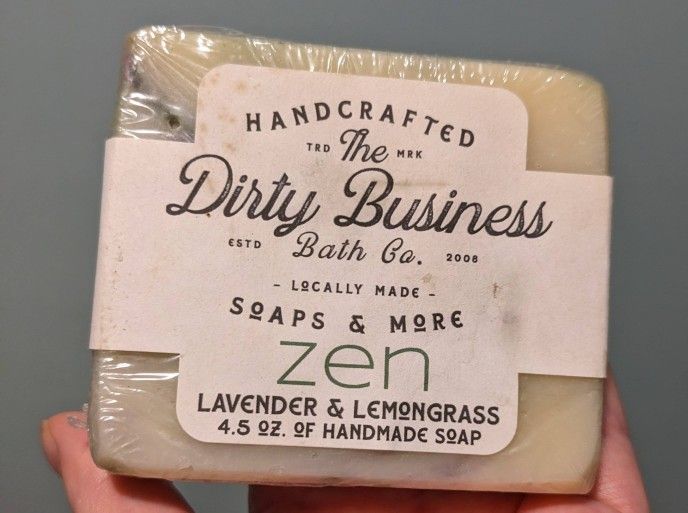 HANDCRAFTED
TRD The MRK
Dirty Business
ESTD Bath Co. 2008
- LOCALLY MADE -
SOAPS & MORE
zen
LAVENDER & LEMONGRASS
4.5 OZ. OF HANDMADE SOAP